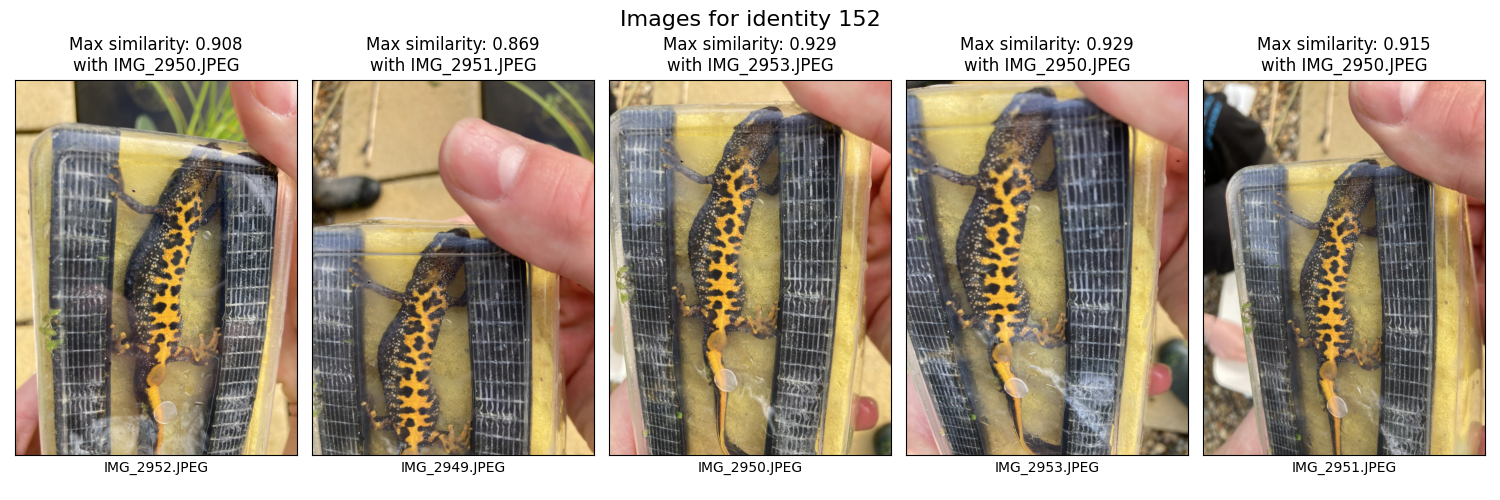 Images for identity 152
Max similarity: 0.908
with IMG_2950.JPEG
Max similarity: 0.869
with IMG_2951.JPEG
Max similarity: 0.929
with IMG_2953.JPEG
Max similarity: 0.929
with IMG_2950.JPEG
Max similarity: 0.915
with IMG_2950.JPEG
IMG_2952.JPEG
IMG_2949.JPEG
IMG_2950.JPEG
IMG_2953.JPEG
IMG_2951.JPEG